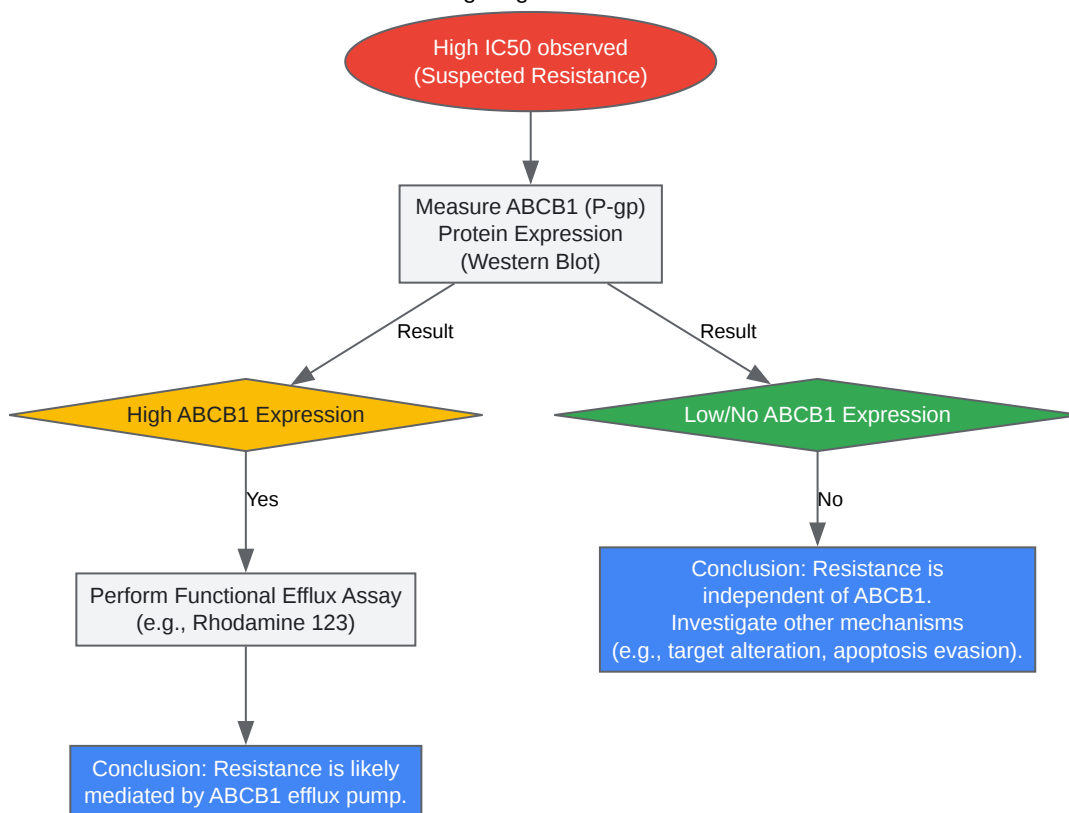 High IC50 observed
(Suspected Resistance)
Measure ABCB1 (P-gp)
Protein Expression
(Western Blot)
Result
Result
High ABCB1 Expression
Low/No ABCB1 Expression
Yes
No
Perform Functional Efflux Assay
(e.g., Rhodamine 123)
Conclusion: Resistance is
independent of ABCB1.
Investigate other mechanisms
(e.g., target alteration, apoptosis evasion).
Conclusion: Resistance is likely
mediated by ABCB1 efflux pump.